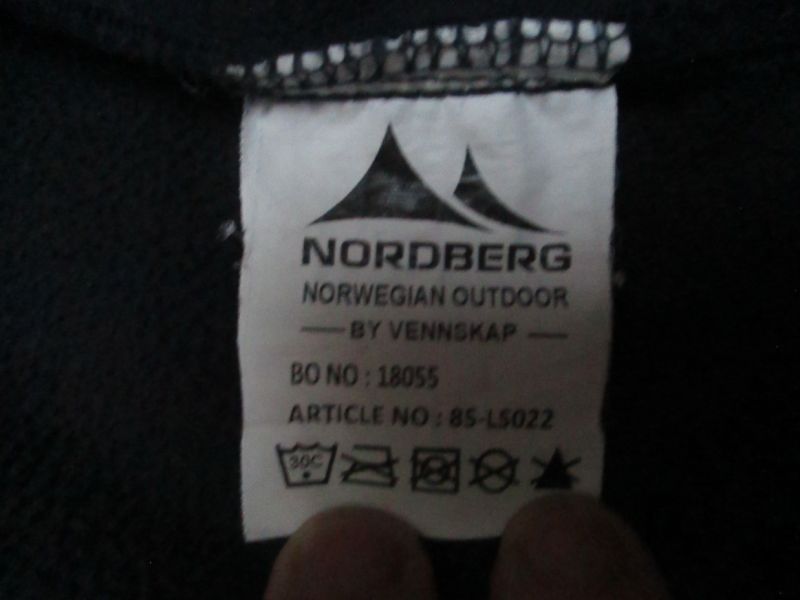 NORDBERG
NORWEGIAN OUTDOOR
BY VENNSKAP
BO NO : 18055
ARTICLE NO : 85-LS022
30C